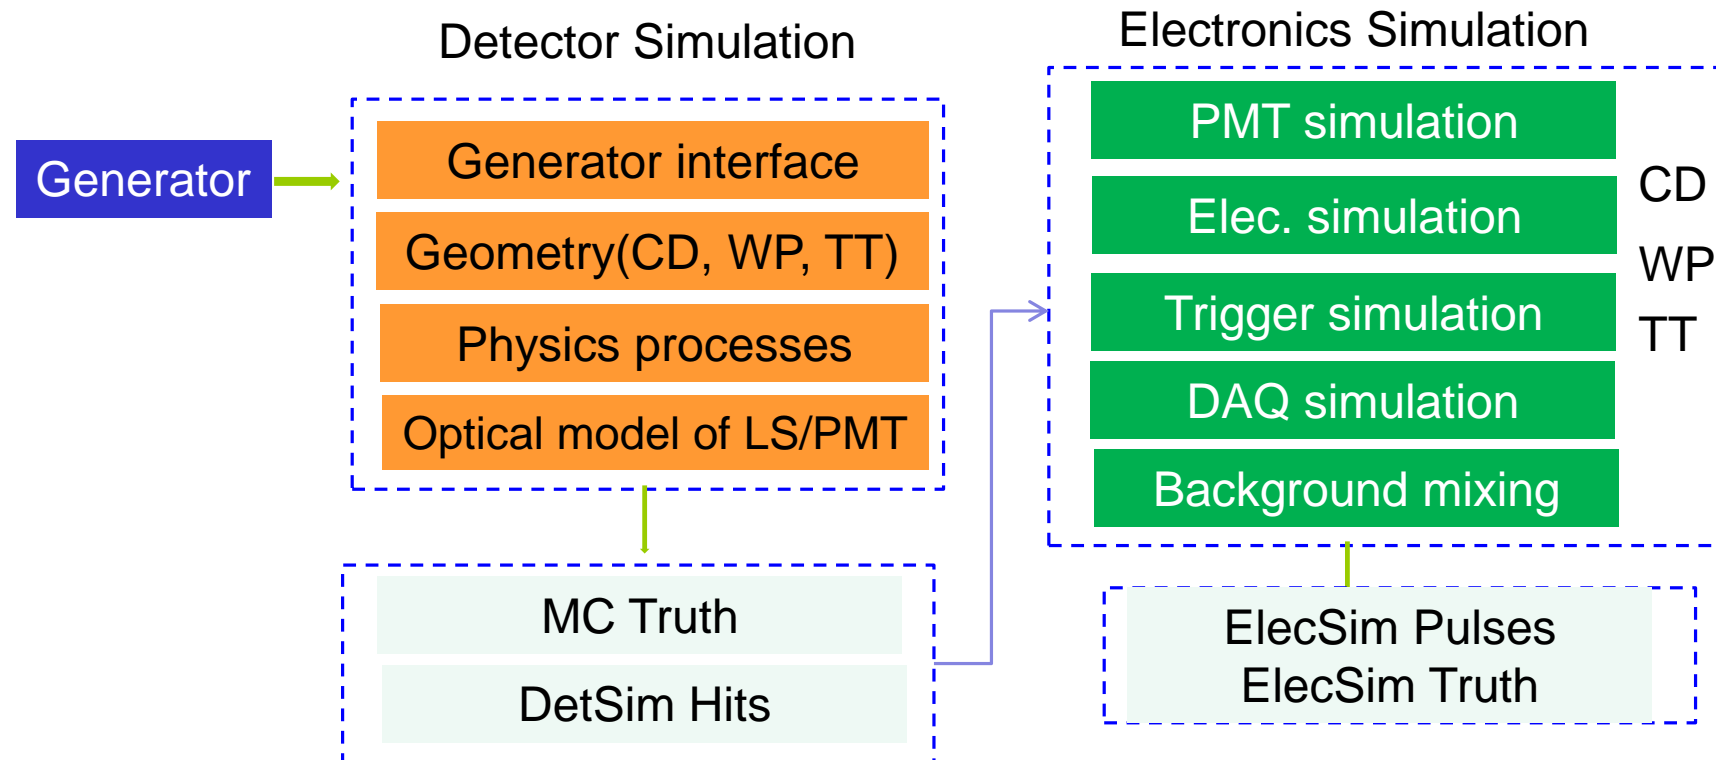 Detector Simulation
Electronics Simulation
Generator
Generator interface
Geometry(CD, WP, TT)
Physics processes
Optical model of LS/PMT
MC Truth
DetSim Hits
PMT simulation
Elec. simulation
Trigger simulation
DAQ simulation
Background mixing
CD
WP
TT
ElecSim Pulses
ElecSim Truth